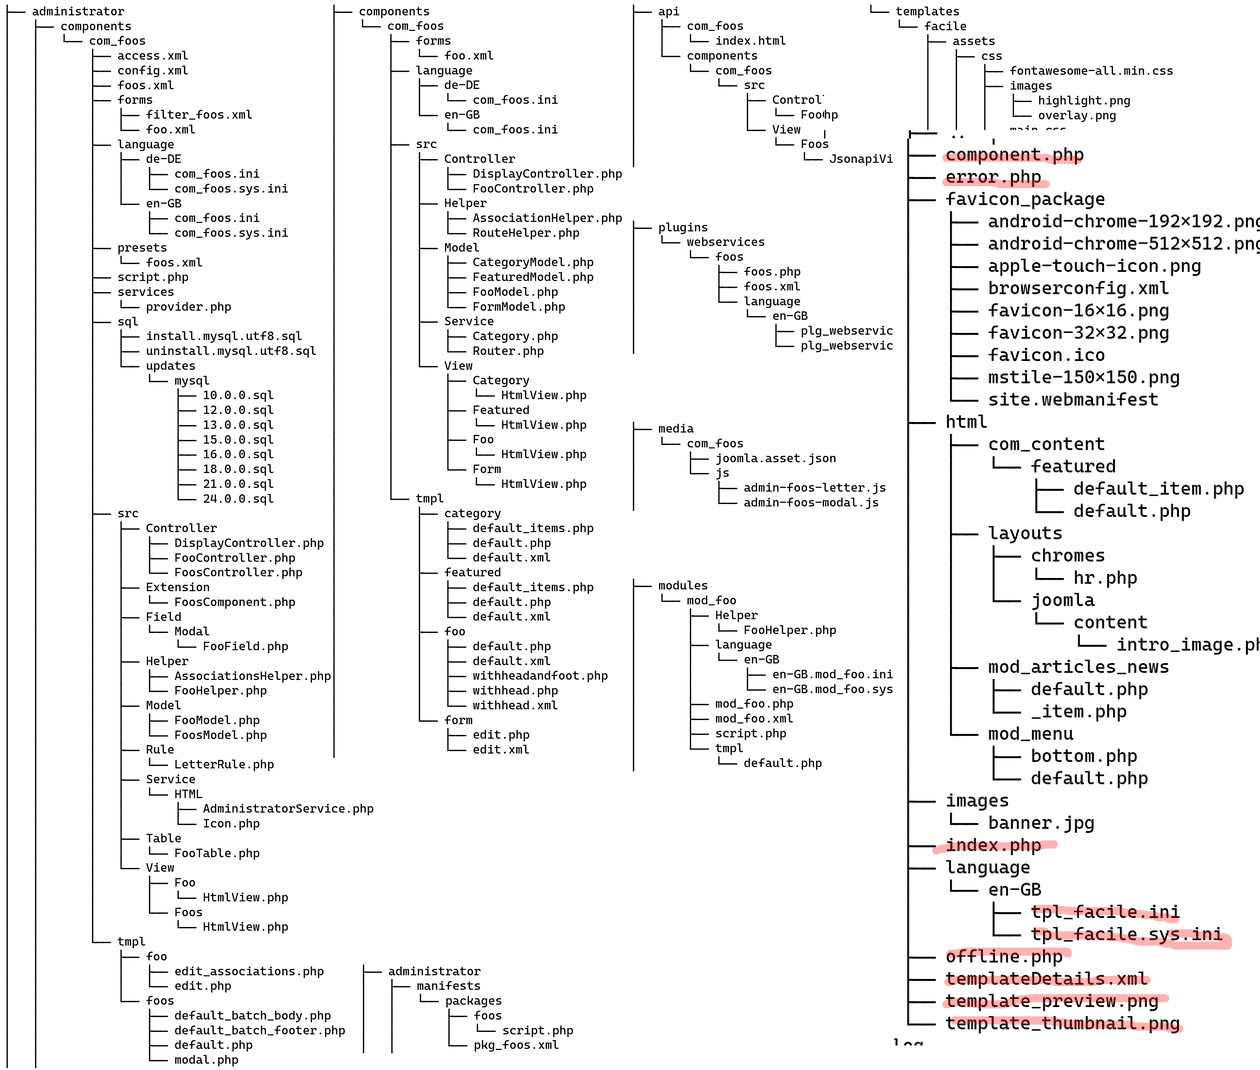 administrator
components
com_foos
access.xml
config.xml
foos.xml
forms
filter_foos.xml
foo.xml
language
de-DE
com_foos.ini
com_foos.sys.ini
en-GB
com_foos.ini
com_foos.sys.ini
presets
foos.xml
script.php
services
provider.php
sql
install.mysql.utf8.sql
uninstall.mysql.utf8.sql
updates
mysql
10.0.0.sql
12.0.0.sql
13.0.0.sql
15.0.0.sql
16.0.0.sql
18.0.0.sql
21.0.0.sql
24.0.0.sql
src
Controller
DisplayController.php
FooController.php
FoosController.php
Extension
FoosComponent.php
Field
Modal
FooField.php
Helper
AssociationsHelper.php
FooHelper.php
Model
FooModel.php
FoosModel.php
Rule
LetterRule.php
Service
HTML
AdministratorService.php
Icon.php
Table
FooTable.php
View
Foo
HtmlView.php
Foos
HtmlView.php
tmpl
foo
edit_associations.php
edit.php
foos
default_batch_body.php
default_batch_footer.php
default.php
modal.php
components
com_foos
forms
foo.xml
language
de-DE
com_foos.ini
en-GB
com_foos.ini
src
Controller
DisplayController.php
FooController.php
Helper
AssociationHelper.php
RouteHelper.php
Model
CategoryModel.php
FeaturedModel.php
FooModel.php
FormModel.php
Service
Category.php
Router.php
View
Category
HtmlView.php
Featured
HtmlView.php
Foo
HtmlView.php
Form
HtmlView.php
tmpl
category
default_items.php
default.php
default.xml
featured
default_items.php
default.php
default.xml
foo
default.php
default.xml
withheadandfoot.php
withhead.php
withhead.xml
form
edit.php
edit.xml
administrator
manifests
packages
foos
script.php
pkg_foos.xml
api
com_foos
index.html
components
com_foos
src
Control
Foohp
View
Foos
JsonapiVi
plugins
webservices
foos
foos.php
foos.xml
language
en-GB
plg_webservic
plg_webservic
media
com_foos
joomla.asset.json
js
admin-foos-letter.js
admin-foos-modal.js
modules
mod_foo
Helper
FooHelper.php
language
en-GB
en-GB.mod_foo.ini
en-GB.mod_foo.sys
mod_foo.php
mod_foo.xml
script.php
tmpl
default.php
templates
facile
assets
css
fontawesome-all.min.css
images
highlight.png
overlay.png
main.css
component.php
error.php
favicon_package
android-chrome-192×192.png
android-chrome-512×512.png
apple-touch-icon.png
browserconfig.xml
favicon-16×16.png
favicon-32×32.png
favicon.ico
mstile-150×150.png
site.webmanifest
html
com_content
featured
default_item.php
default.php
layouts
chromes
hr.php
joomla
content
intro_image.ph
mod_articles_news
default.php
_item.php
mod_menu
bottom.php
default.php
images
banner.jpg
index.php
language
en-GB
tpl_facile.ini
tpl_facile.sys.ini
offline.php
templateDetails.xml
template_preview.png
template_thumbnail.png